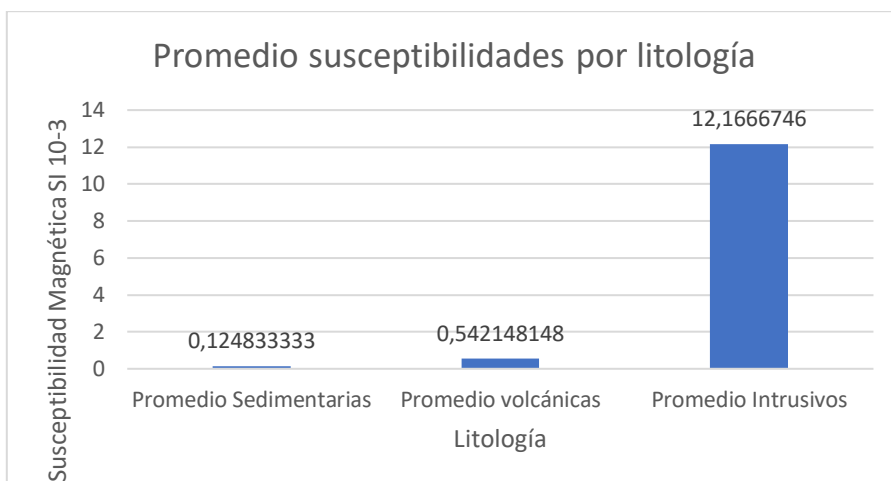 Promedio susceptibilidades por litología
Susceptibilidad Magnética SI 10-3
14
12
10
8
6
4
2
0
0,124833333
0,542148148
12,1666746
Promedio Sedimentarias
Promedio volcánicas
Promedio Intrusivos
Litología